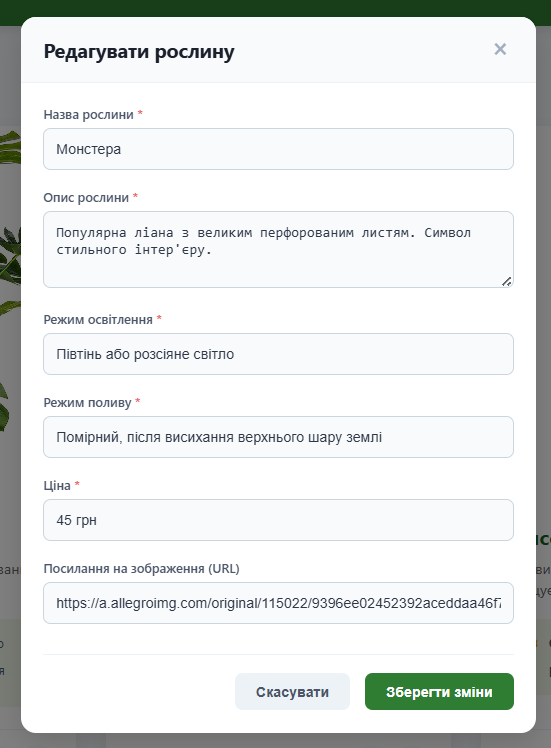 Редагувати рослину
×
Назва рослини *
Монстера
Опис рослини *
Популярна ліана з великим перфорованим листям. Символ
стильного інтер'єру.
Режим освітлення *
Півтінь або розсіяне світло
Режим поливу *
Помірний, після висихання верхнього шару землі
Ціна *
45 грн
Посилання на зображення (URL)
https://a.allegroimg.com/original/115022/9396ee02452392aceddaa46f7
Скасувати
Зберегти зміни